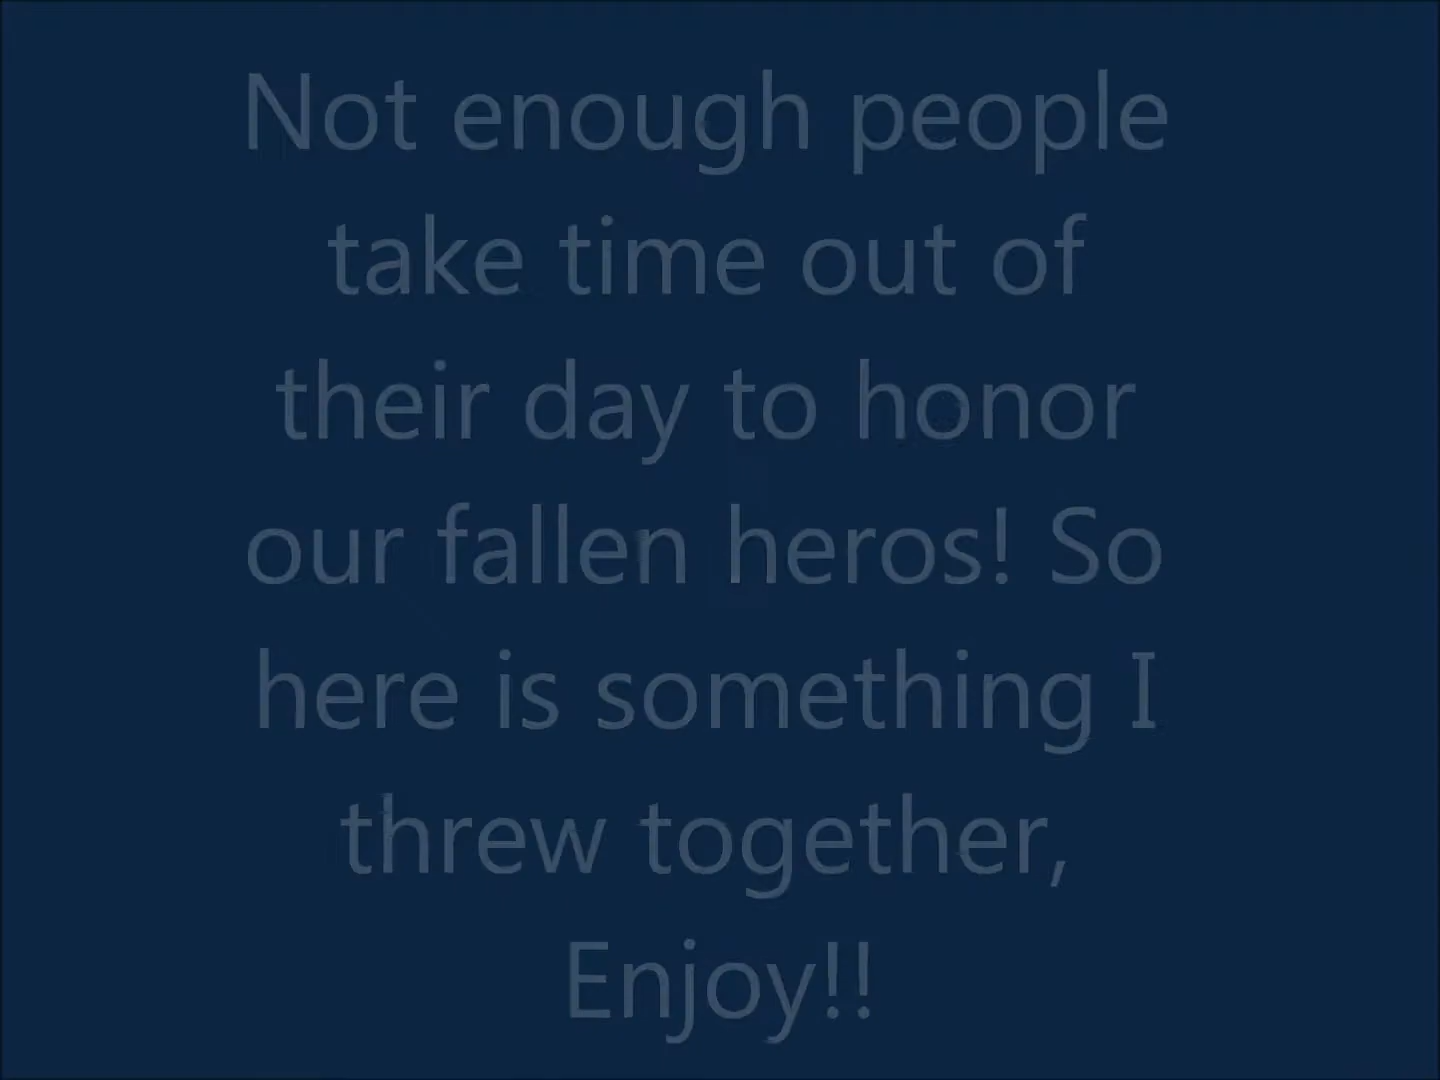 Not enough people
take time out of
their day to honor
our fallen heros! So
here is something I
threw together,
Enjoy!!